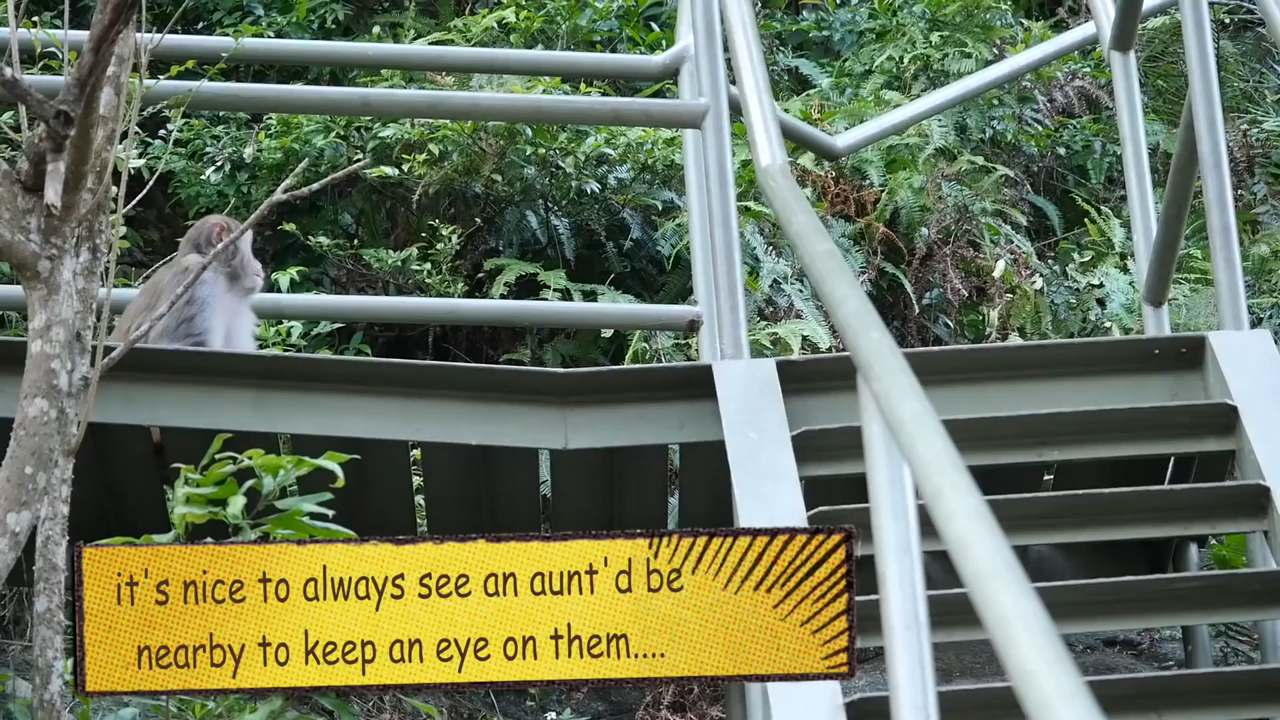 it's nice to always see an aunt'd be
nearby to keep an eye on them....